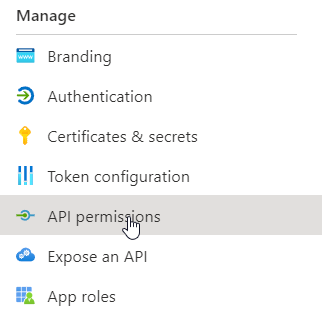 Manage
Branding
Authentication
Certificates & secrets
Token configuration
API permissions
Expose an API
App roles